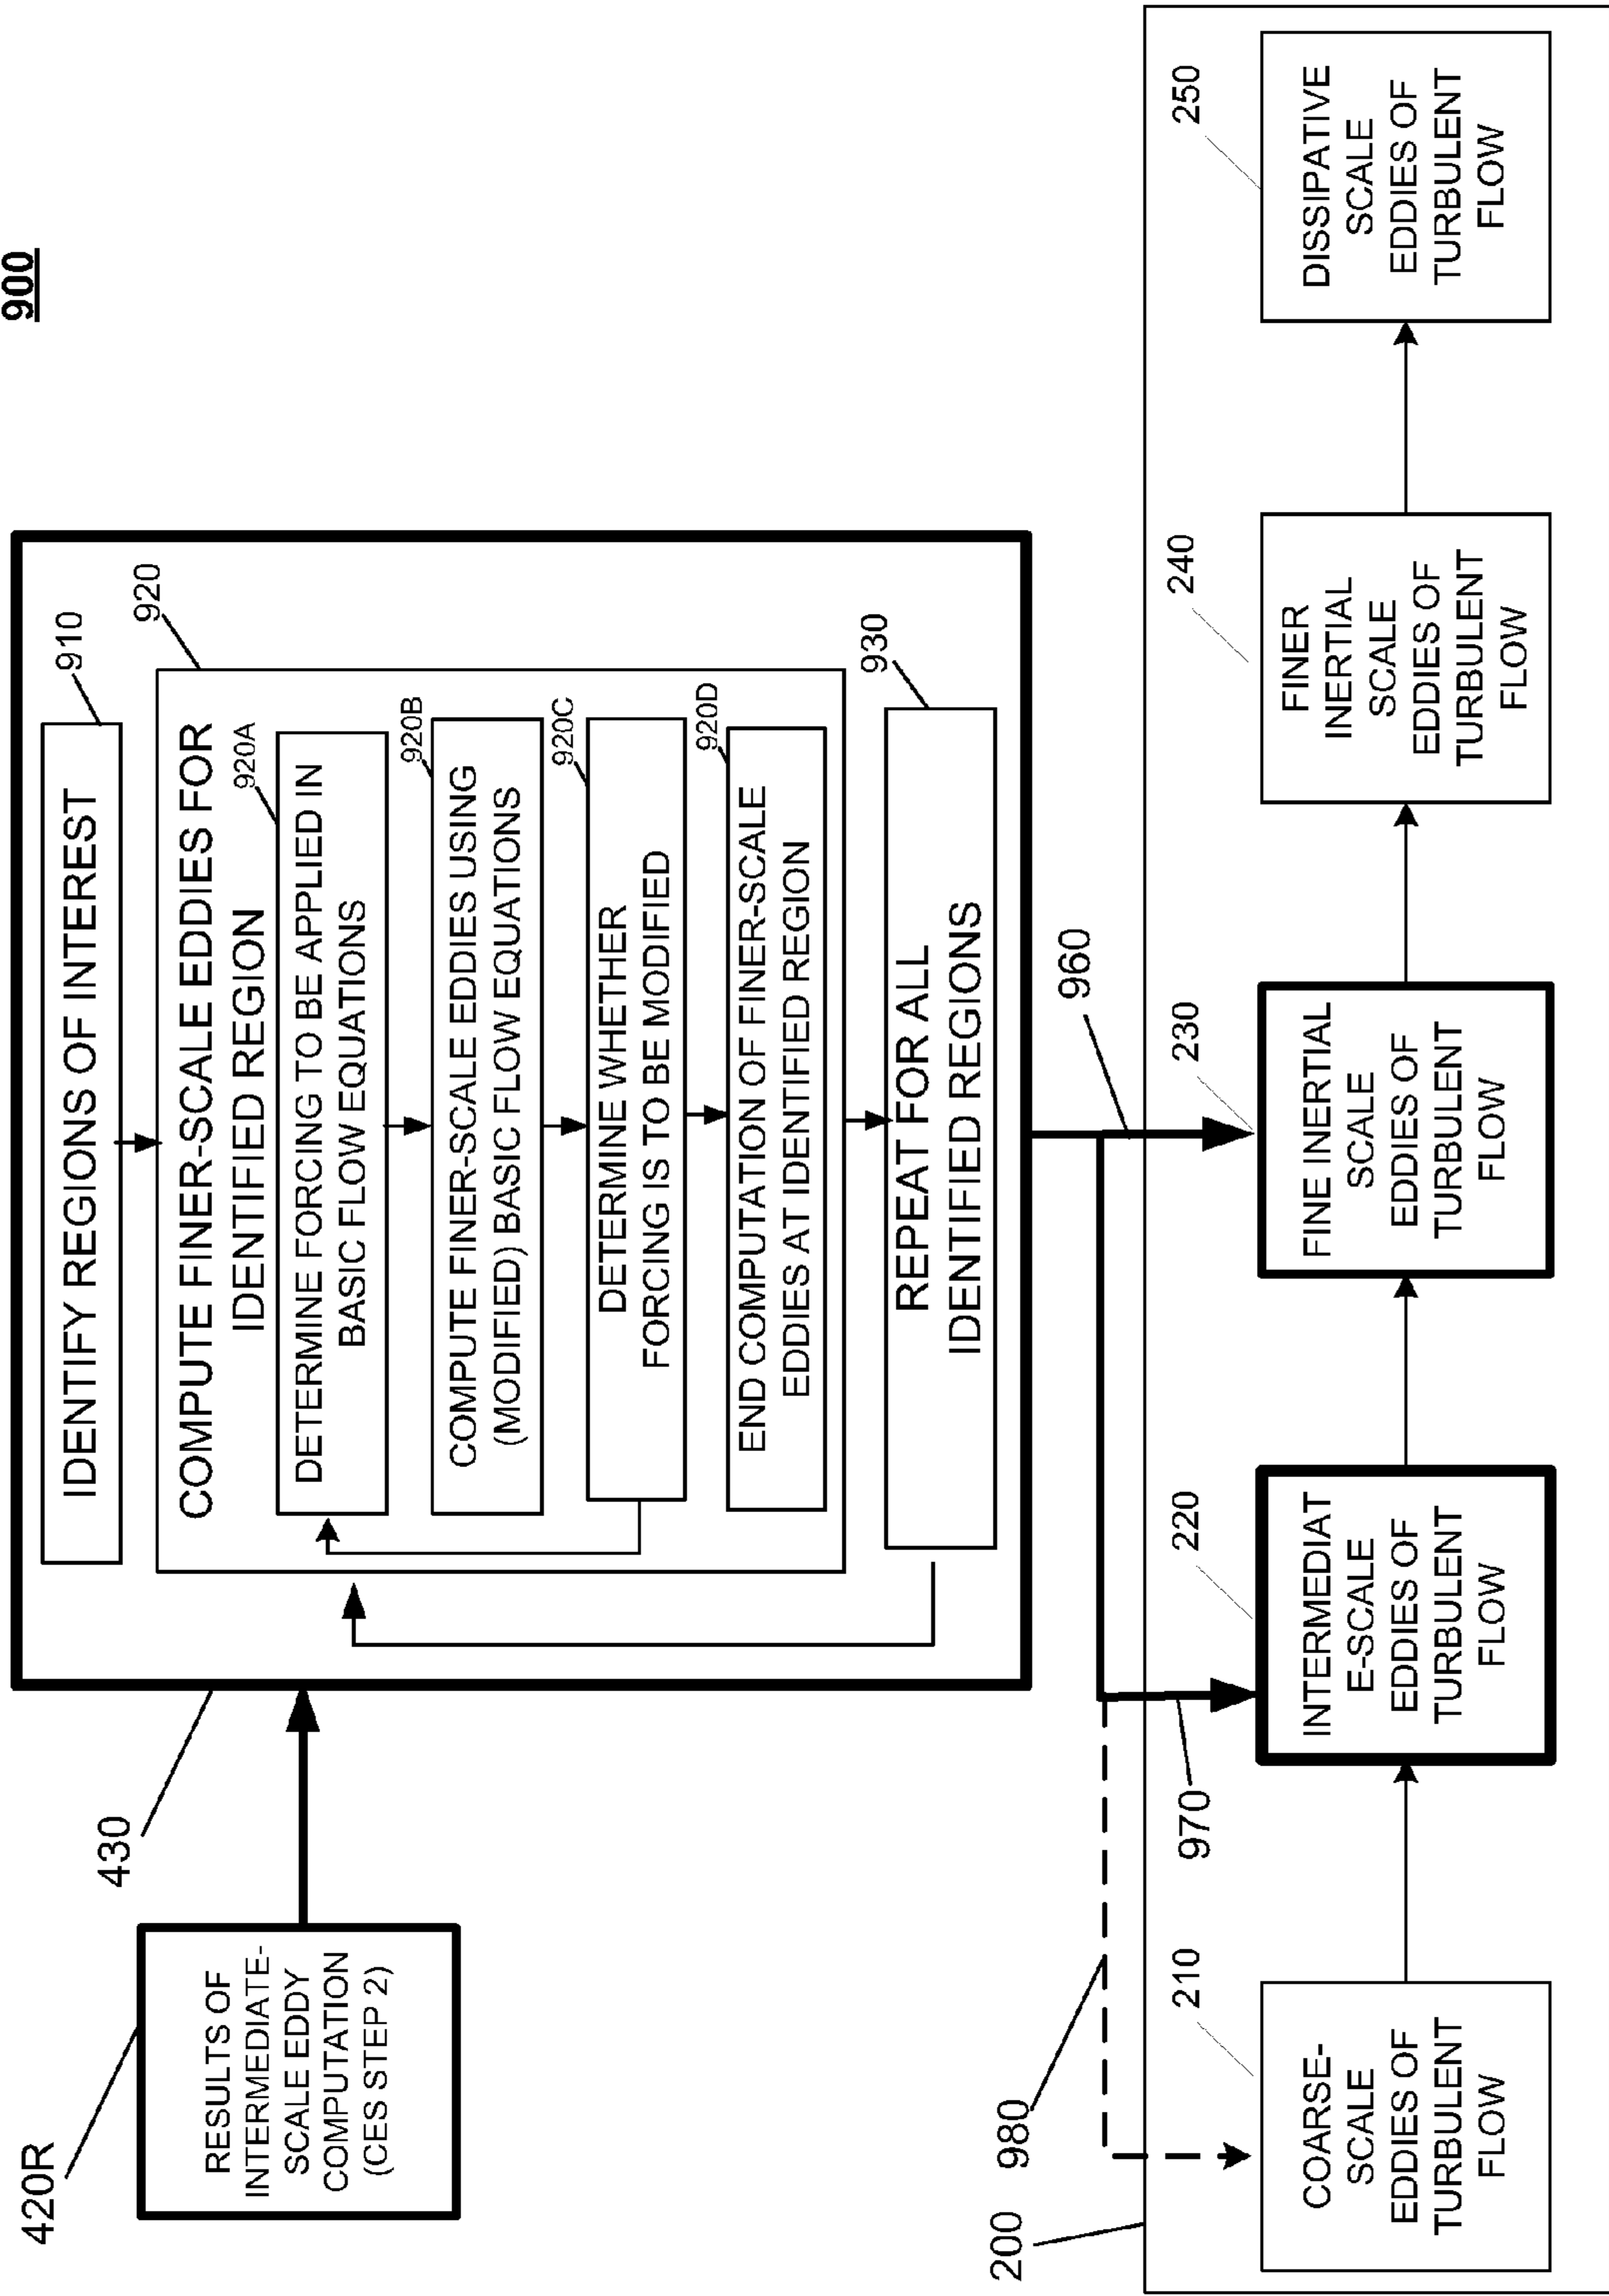 900
420R
RESULTS OF
INTERMEDIATE-
SCALE EDDY
COMPUTATION
(CES STEP 2)
430
IDENTIFY REGIONS OF INTEREST
910
COMPUTE FINER-SCALE EDDIES FOR
IDENTIFIED REGION
920
920A
DETERMINE FORCING TO BE APPLIED IN
BASIC FLOW EQUATIONS
920B
COMPUTE FINER-SCALE EDDIES USING
(MODIFIED) BASIC FLOW EQUATIONS
920C
DETERMINE WHETHER
FORCING IS TO BE MODIFIED
920D
END COMPUTATION OF FINER-SCALE
EDDIES AT IDENTIFIED REGION
930
REPEAT FOR ALL
IDENTIFIED REGIONS
960
970
980
200
210
COARSE-
SCALE
EDDIES OF
TURBULENT
FLOW
220
INTERMEDIAT
E-SCALE
EDDIES OF
TURBULENT
FLOW
230
FINE INERTIAL
SCALE
EDDIES OF
TURBULENT
FLOW
240
FINER
INERTIAL
SCALE
EDDIES OF
TURBULENT
FLOW
250
DISSIPATIVE
SCALE
EDDIES OF
TURBULENT
FLOW